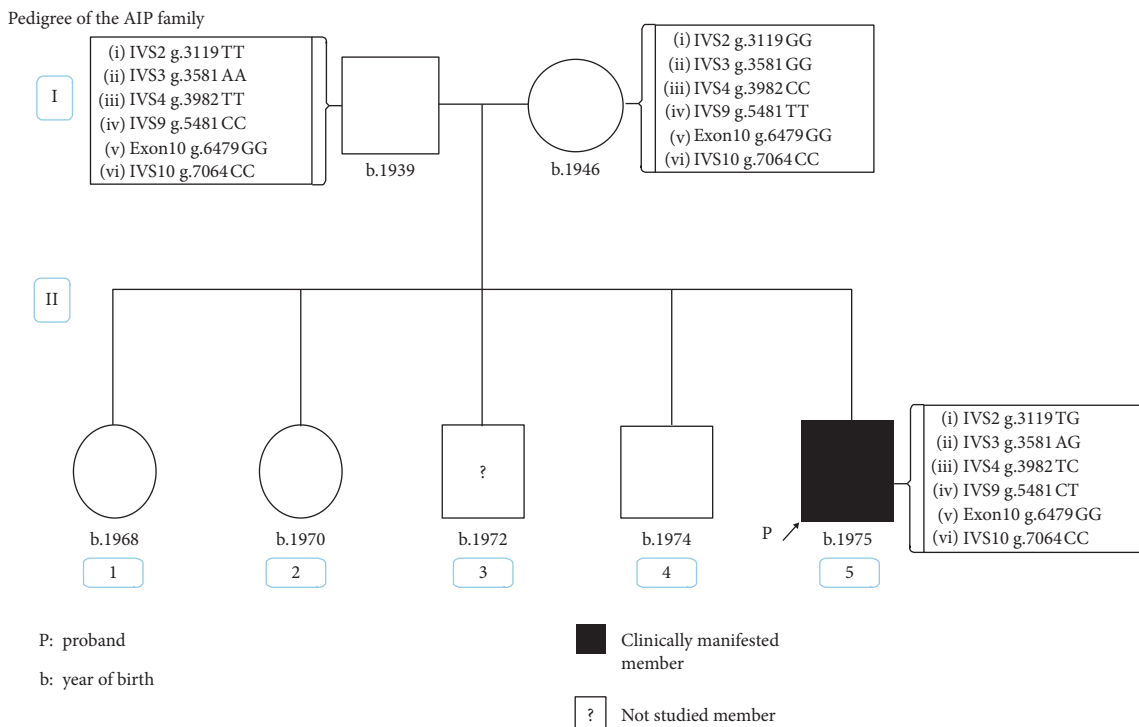 Pedigree of the AIP family
(i) IVS2 g.3119 TT
(ii) IVS3 g.3581 AA
(iii) IVS4 g.3982 TT
(iv) IVS9 g.5481 CC
(v) Exon10 g.6479 GG
(vi) IVS10 g.7064 CC
(i) IVS2 g.3119 GG
(ii) IVS3 g.3581 GG
(iii) IVS4 g.3982 CC
(iv) IVS9 g.5481 TT
(v) Exon10 g.6479 GG
(vi) IVS10 g.7064 CC
I
b.1939
b.1946
II
(i) IVS2 g.3119 TG
(ii) IVS3 g.3581 AG
(iii) IVS4 g.3982 TC
(iv) IVS9 g.5481 CT
(v) Exon10 g.6479 GG
(vi) IVS10 g.7064 CC
?
P
b.1968
b.1970
b.1972
b.1974
b.1975
1
2
3
4
5
P: proband
b: year of birth
Clinically manifested
member
? Not studied member